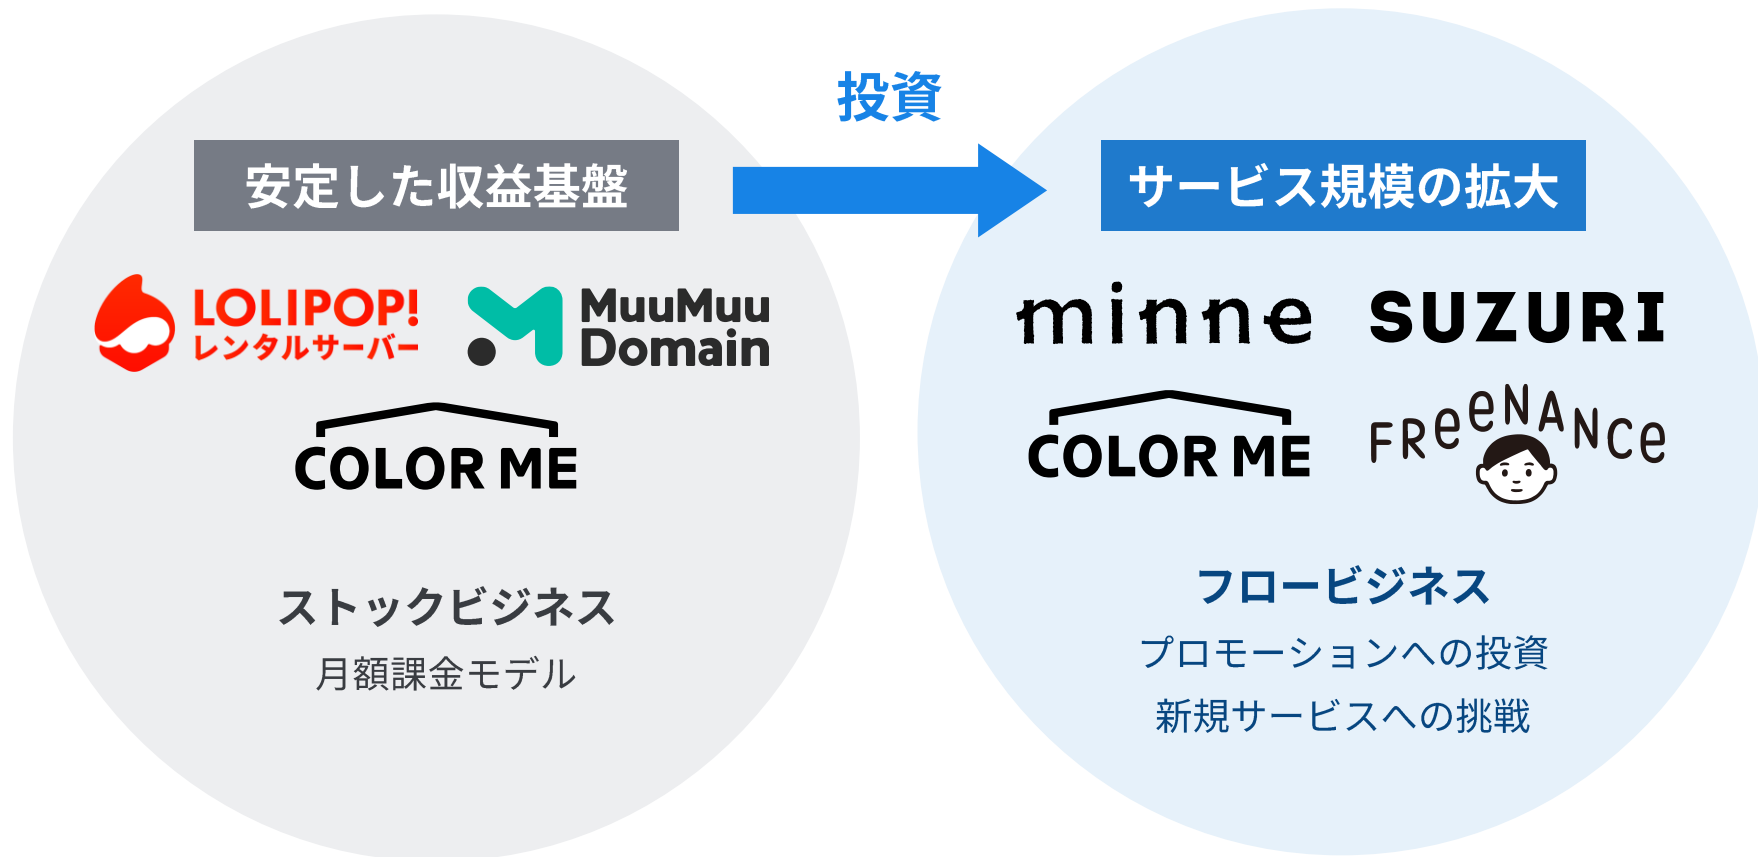 投資
安定した収益基盤
LOLIPOP!
レンタルサーバー
MuuMuu
Domain
COLOR ME
ストックビジネス
月額課金モデル
サービス規模の拡大
minne
SUZURI
COLOR ME
FReeNANCe
フロービジネス
プロモーションへの投資
新規サービスへの挑戦